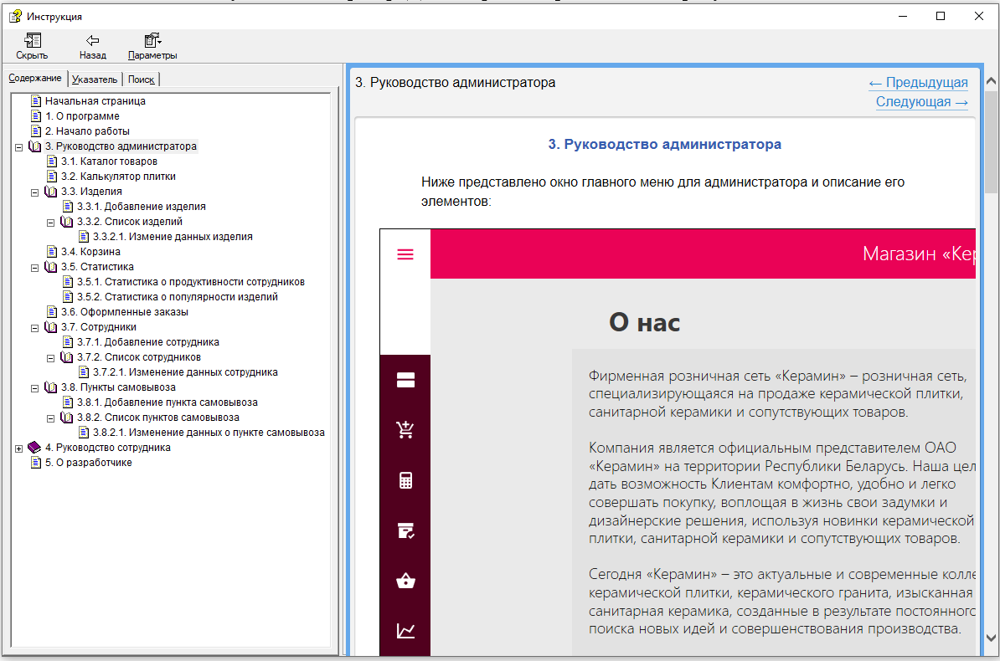 Инструкция
Скрыть
Назад
Параметры
Содержание
Указатель
Поиск
Начальная страница
1. О программе
2. Начало работы
3. Руководство администратора
3.1. Каталог товаров
3.2. Калькулятор плитки
3.3. Изделия
3.3.1. Добавление изделия
3.3.2. Список изделий
3.3.2.1. Измение данных изделия
3.4. Корзина
3.5. Статистика
3.5.1. Статистика о продуктивности сотрудников
3.5.2. Статистика о популярности изделий
3.6. Оформленные заказы
3.7. Сотрудники
3.7.1. Добавление сотрудника
3.7.2. Список сотрудников
3.7.2.1. Изменение данных сотрудника
3.8. Пункты самовывоза
3.8.1. Добавление пункта самовывоза
3.8.2. Список пунктов самовывоза
3.8.2.1. Изменение данных о пункте самовывоза
4. Руководство сотрудника
5. О разработчике
3. Руководство администратора
← Предыдущая
Следующая →
3. Руководство администратора
Ниже представлено окно главного меню для администратора и описание его
элементов:
Магазин «Кер
О нас
Фирменная розничная сеть «Керамин» – розничная сеть,
специализирующаяся на продаже керамической плитки,
санитарной керамики и сопутствующих товаров.
Компания является официальным представителем ОАО
«Керамин» на территории Республики Беларусь. Наша цел
дать возможность Клиентам комфортно, удобно и легко
совершать покупку, воплощая в жизнь свои задумки и
дизайнерские решения, используя новинки керамической
плитки, санитарной керамики и сопутствующих товаров.
Сегодня «Керамин» – это актуальные и современные колле
керамической плитки, керамического гранита, изысканная
санитарная керамика, созданные в результате постоянного
поиска новых идей и совершенствования производства.